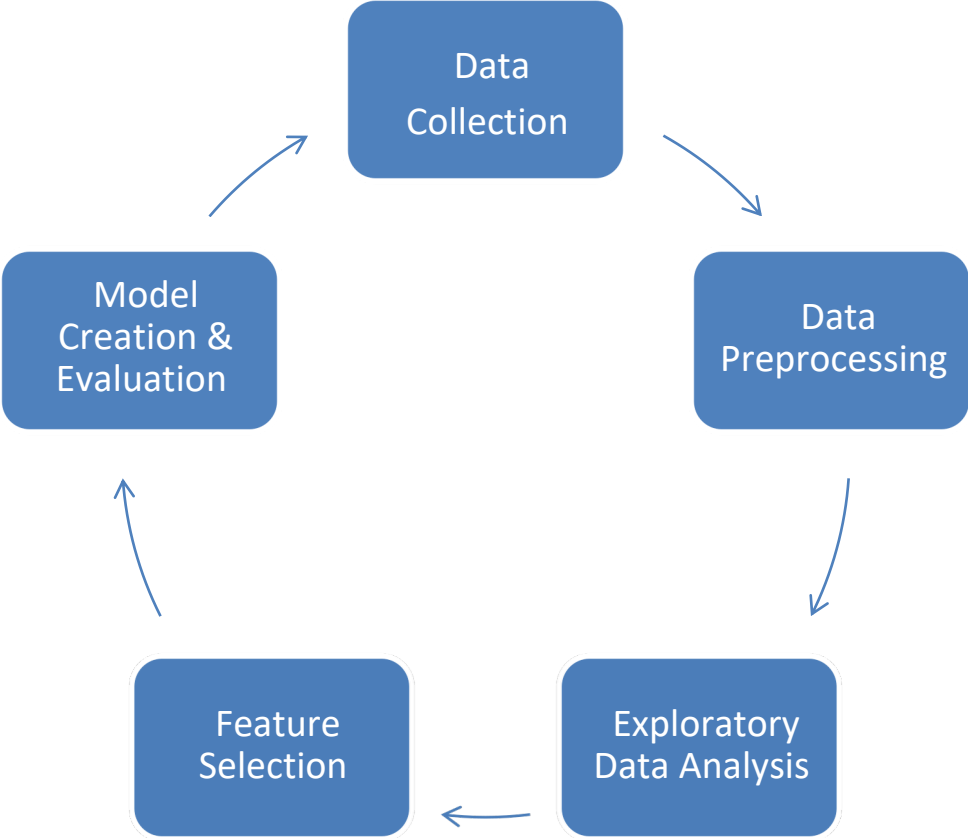 Data
Collection
Data
Preprocessing
Exploratory
Data Analysis
Feature
Selection
Model
Creation &
Evaluation